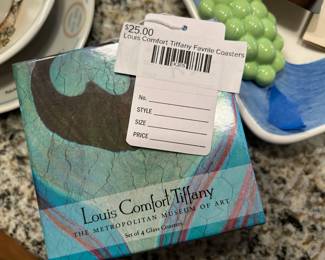 $25.00
Louis Comfort Tiffany Favrile Coasters
No.
STYLE
SIZE
PRICE
Louis Comfort Tiffany
THE METROPOLITAN MUSEUM OF ART
Set of 4 Glass Coasters